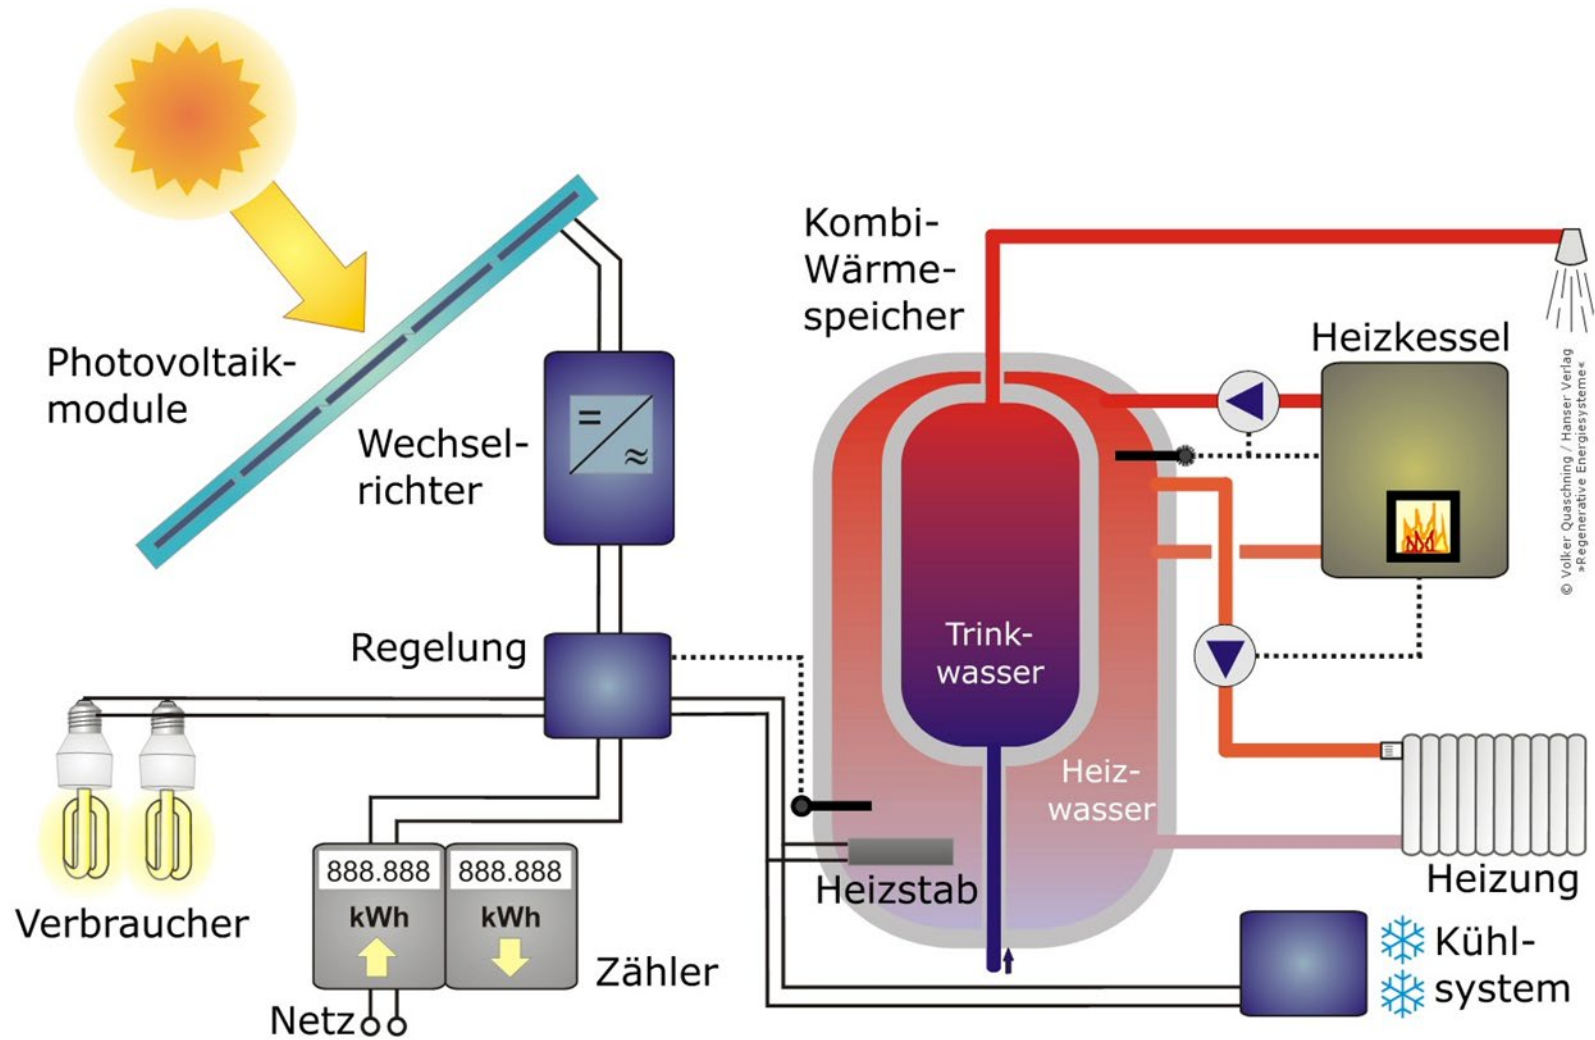 Kombi-
Wärme-
speicher
Heizkessel
Photovoltaik-
module
Wechsel-
richter
=
≈
© Volker Quaschning / Hanser Verlag
»Regenerative Energiesysteme«
Regelung
Trink-
wasser
Heiz-
wasser
888.888
888.888
kWh
kWh
Heizstab
Heizung
Verbraucher
Zähler
Kühl-
system
Netz